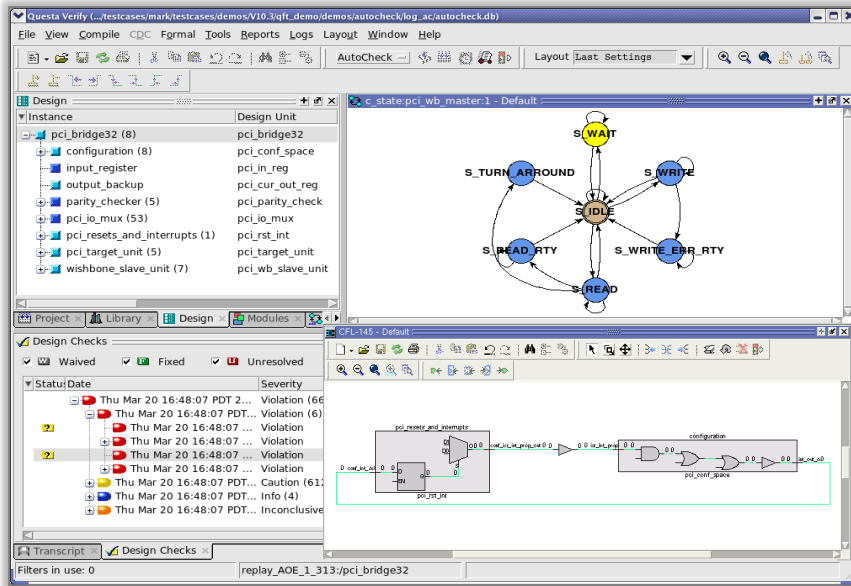 Questa Verify (.../testcases/mark/testcases/demos/V10.3/qft_demo/demos/autocheck/log_ac/autocheck.db)
File View Compile CDC Formal Tools Reports Logs Layout Window Help
AutoCheck Layout Last Settings
Design
Instance Design Unit
pci_bridge32 (8) pci_bridge32
configuration (8) pci_conf_space
input_register pci_in_reg
output_backup pci_cur_out_reg
parity_checker (5) pci_parity_check
pci_io_mux (53) pci_io_mux
pci_resets_and_interrupts (1) pci_rst_int
pci_target_unit (5) pci_target_unit
wishbone_slave_unit (7) pci_wb_slave_unit
Project Library Design Modules
c_state:pci_wb_master:1 - Default
S_WAIT
S_TURN_ARROUND
S_WRITE
S_IDLE
S_READ_RTY
S_WRITE_ERR_RTY
S_READ
Design Checks
Waived Fixed Unresolved
Status Date Severity
Thu Mar 20 16:48:07 PDT 2... Violation (66
Thu Mar 20 16:48:07 PDT... Violation (6)
Thu Mar 20 16:48:07 ... Violation
Thu Mar 20 16:48:07 ... Violation
Thu Mar 20 16:48:07 ... Violation
Thu Mar 20 16:48:07 ... Violation
Thu Mar 20 16:48:07 PDT... Caution (612
Thu Mar 20 16:48:07 PDT... Info (4)
Thu Mar 20 16:48:07 PDT... Inconclusive
Transcript Design Checks
CFL-145 - Default
pci_resets_and_interrupts
pci_rst_int
configuration
pci_conf_space
Filters in use: 0 replay_AOE_1_313:/pci_bridge32